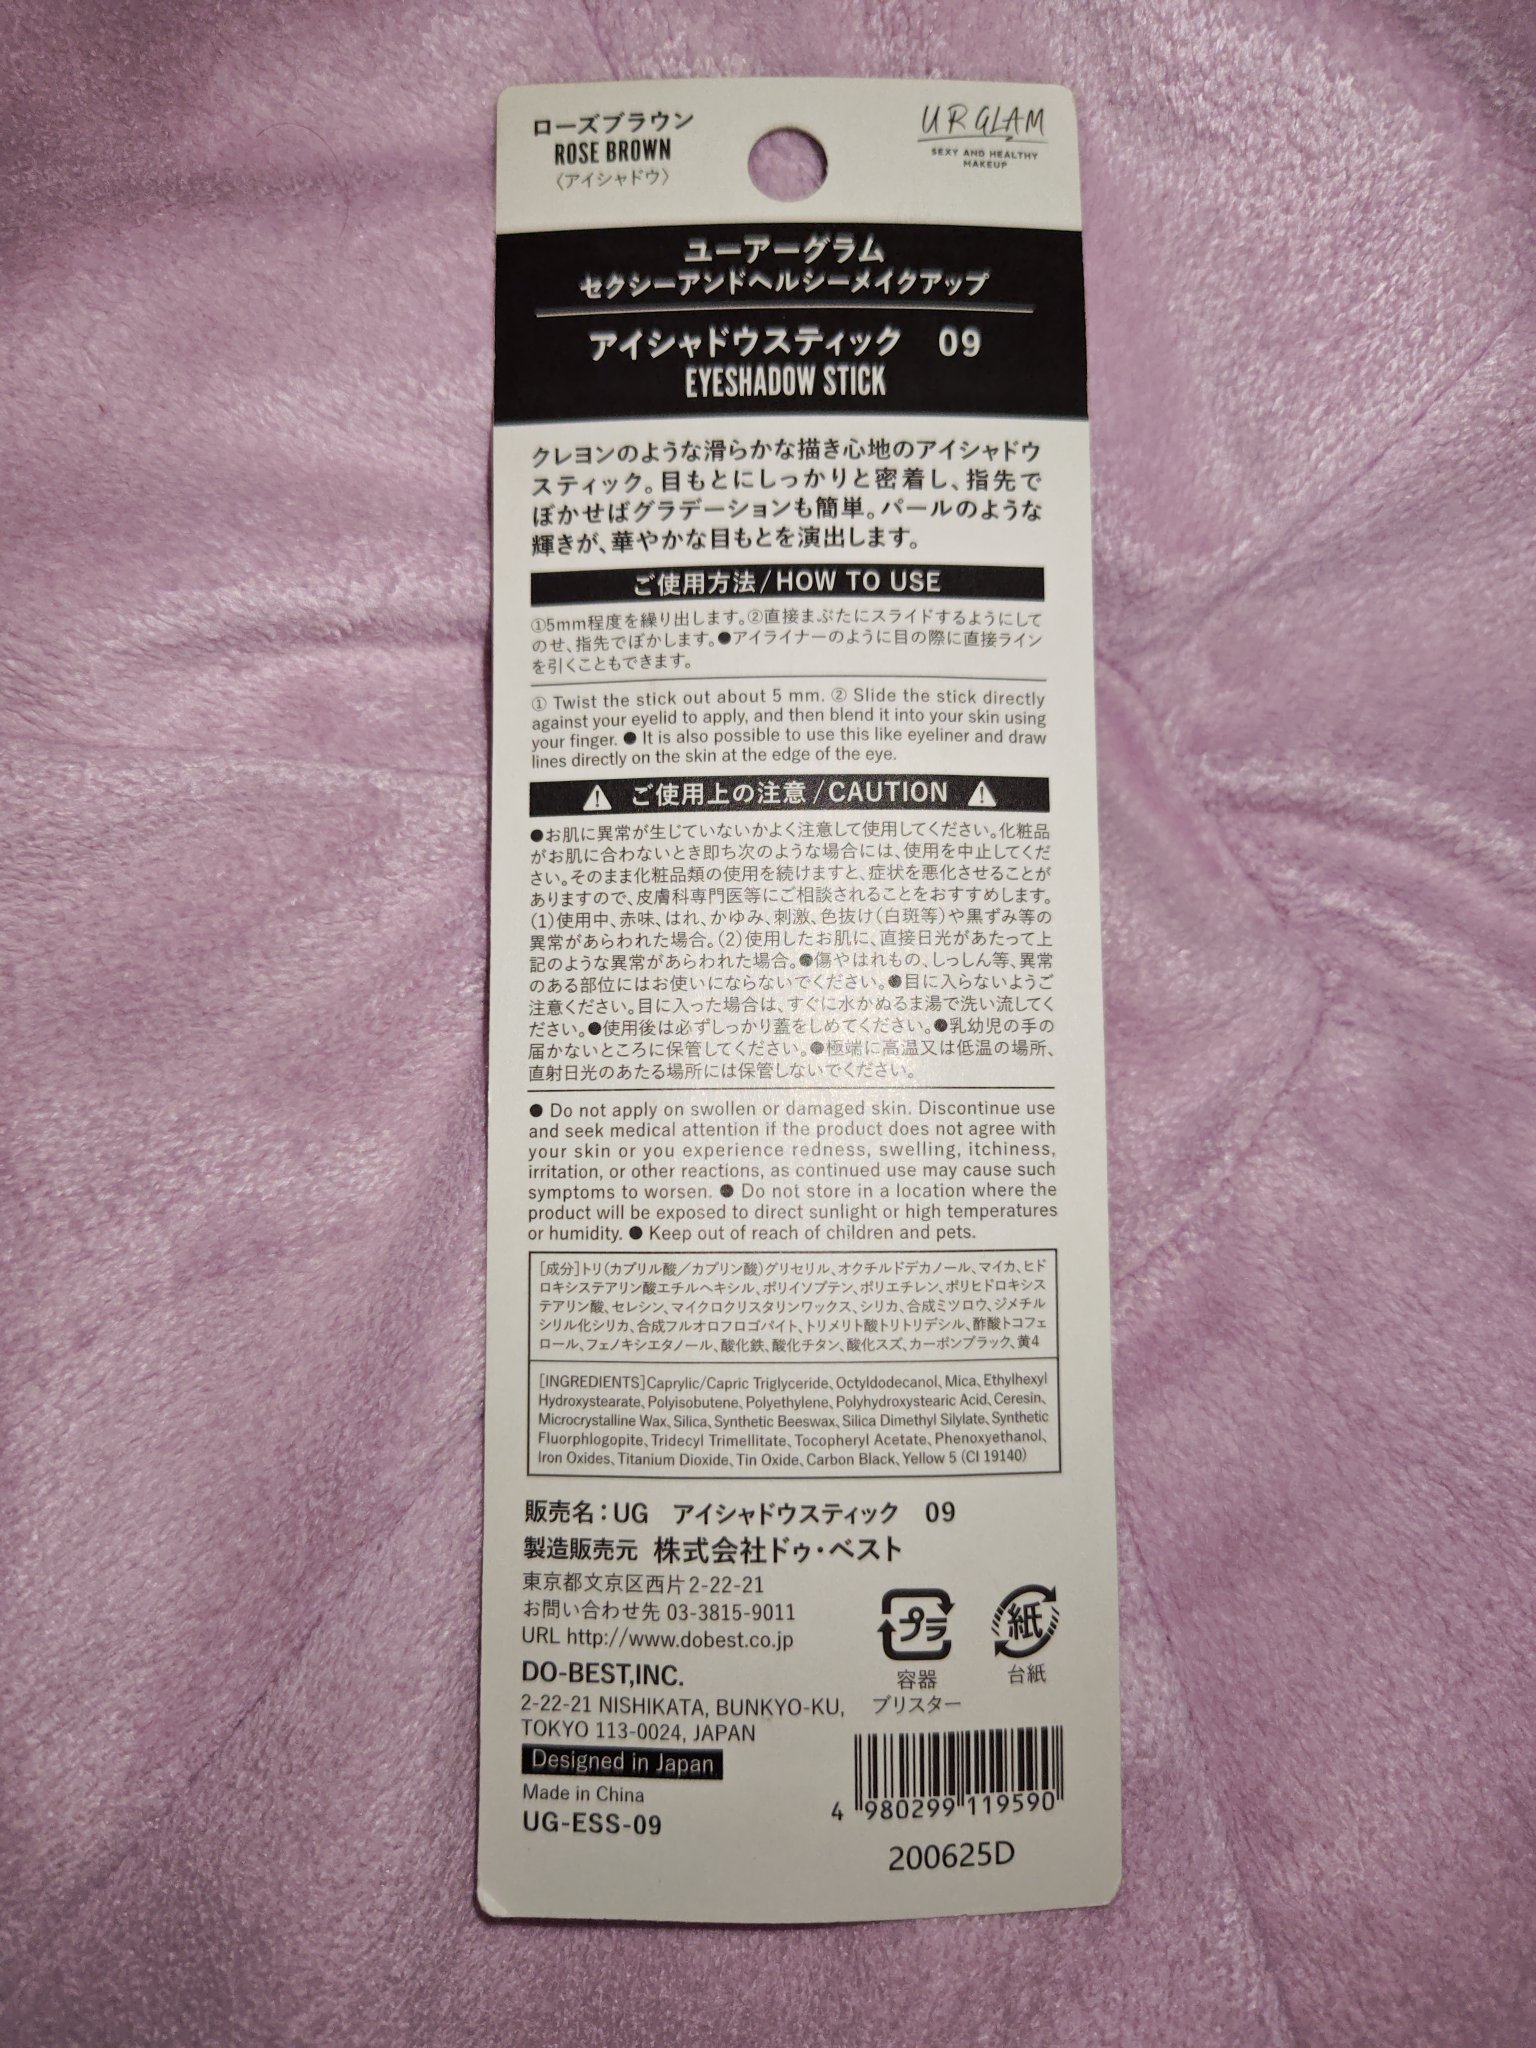 ローズブラウン
ROSE BROWN
〈アイシャドウ〉
UR GLAM
SEXY AND HEALTHY
MAKEUP
ユーアーグラム
セクシーアンドヘルシーメイクアップ
アイシャドウスティック 09
EYESHADOW STICK
クレヨンのような滑らかな描き心地のアイシャドウ
スティック。目もとにしっかりと密着し、指先で
ぼかせばグラデーションも簡単。パールのような
輝きが、華やかな目もとを演出します。
ご使用方法/HOW TO USE
①5mm程度を繰り出します。②直接まぶたにスライドするようにして
のせ、指先でぼかします。●アイライナーのように目の際に直接ライン
を引くこともできます。
① Twist the stick out about 5 mm. ② Slide the stick directly
against your eyelid to apply, and then blend it into your skin using
your finger. ● It is also possible to use this like eyeliner and draw
lines directly on the skin at the edge of the eye.
ご使用上の注意/CAUTION
●お肌に異常が生じていないかよく注意して使用してください。化粧品
がお肌に合わないとき即ち次のような場合には、使用を中止してくだ
さい。そのまま化粧品類の使用を続けますと、症状を悪化させることが
ありますので、皮膚科専門医等にご相談されることをおすすめします。
(1)使用中、赤味、はれ、かゆみ、刺激、色抜け(白斑等)や黒ずみ等の
異常があらわれた場合。(2)使用したお肌に、直接日光があたって上
記のような異常があらわれた場合。●傷やはれもの、しっしん等、異常
のある部位にはお使いにならないでください。●目に入らないようご
注意ください。目に入った場合は、すぐに水かぬるま湯で洗い流してく
ださい。●使用後は必ずしっかり蓋をしめてください。●乳幼児の手の
届かないところに保管してください。●極端に高温又は低温の場所、
直射日光のあたる場所には保管しないでください。
● Do not apply on swollen or damaged skin. Discontinue use
and seek medical attention if the product does not agree with
your skin or you experience redness, swelling, itchiness,
irritation, or other reactions, as continued use may cause such
symptoms to worsen. ● Do not store in a location where the
product will be exposed to direct sunlight or high temperatures
or humidity. ● Keep out of reach of children and pets.
[成分]トリ(カプリル酸／カプリン酸)グリセリル、オクチルドデカノール、マイカ、ヒド
ロキシステアリン酸エチルヘキシル、ポリイソブテン、ポリエチレン、ポリヒドロキシス
テアリン酸、セレシン、マイクロクリスタリンワックス、シリカ、合成ミツロウ、ジメチル
シリル化シリカ、合成フルオロフロゴパイト、トリメリト酸トリトリデシル、酢酸トコフェ
ロール、フェノキシエタノール、酸化鉄、酸化チタン、酸化スズ、カーボンブラック、黄4
[INGREDIENTS]Caprylic/Capric Triglyceride、Octyldodecanol、Mica、Ethylhexyl
Hydroxystearate、Polyisobutene、Polyethylene、Polyhydroxystearic Acid、Ceresin、
Microcrystalline Wax、Silica、Synthetic Beeswax、Silica Dimethyl Silylate、Synthetic
Fluorphlogopite、Tridecyl Trimellitate、Tocopheryl Acetate、Phenoxyethanol、
Iron Oxides、Titanium Dioxide、Tin Oxide、Carbon Black、Yellow 5 (CI 19140)
販売名：UG アイシャドウスティック 09
製造販売元 株式会社ドゥ・ベスト
東京都文京区西片2-22-21
お問い合わせ先 03-3815-9011
URL http://www.dobest.co.jp
DO-BEST,INC.
2-22-21 NISHIKATA, BUNKYO-KU,
TOKYO 113-0024, JAPAN
Designed in Japan
Made in China
UG-ESS-09
プラ
容器
ブリスター
紙
台紙
4 980299 119590
200625D